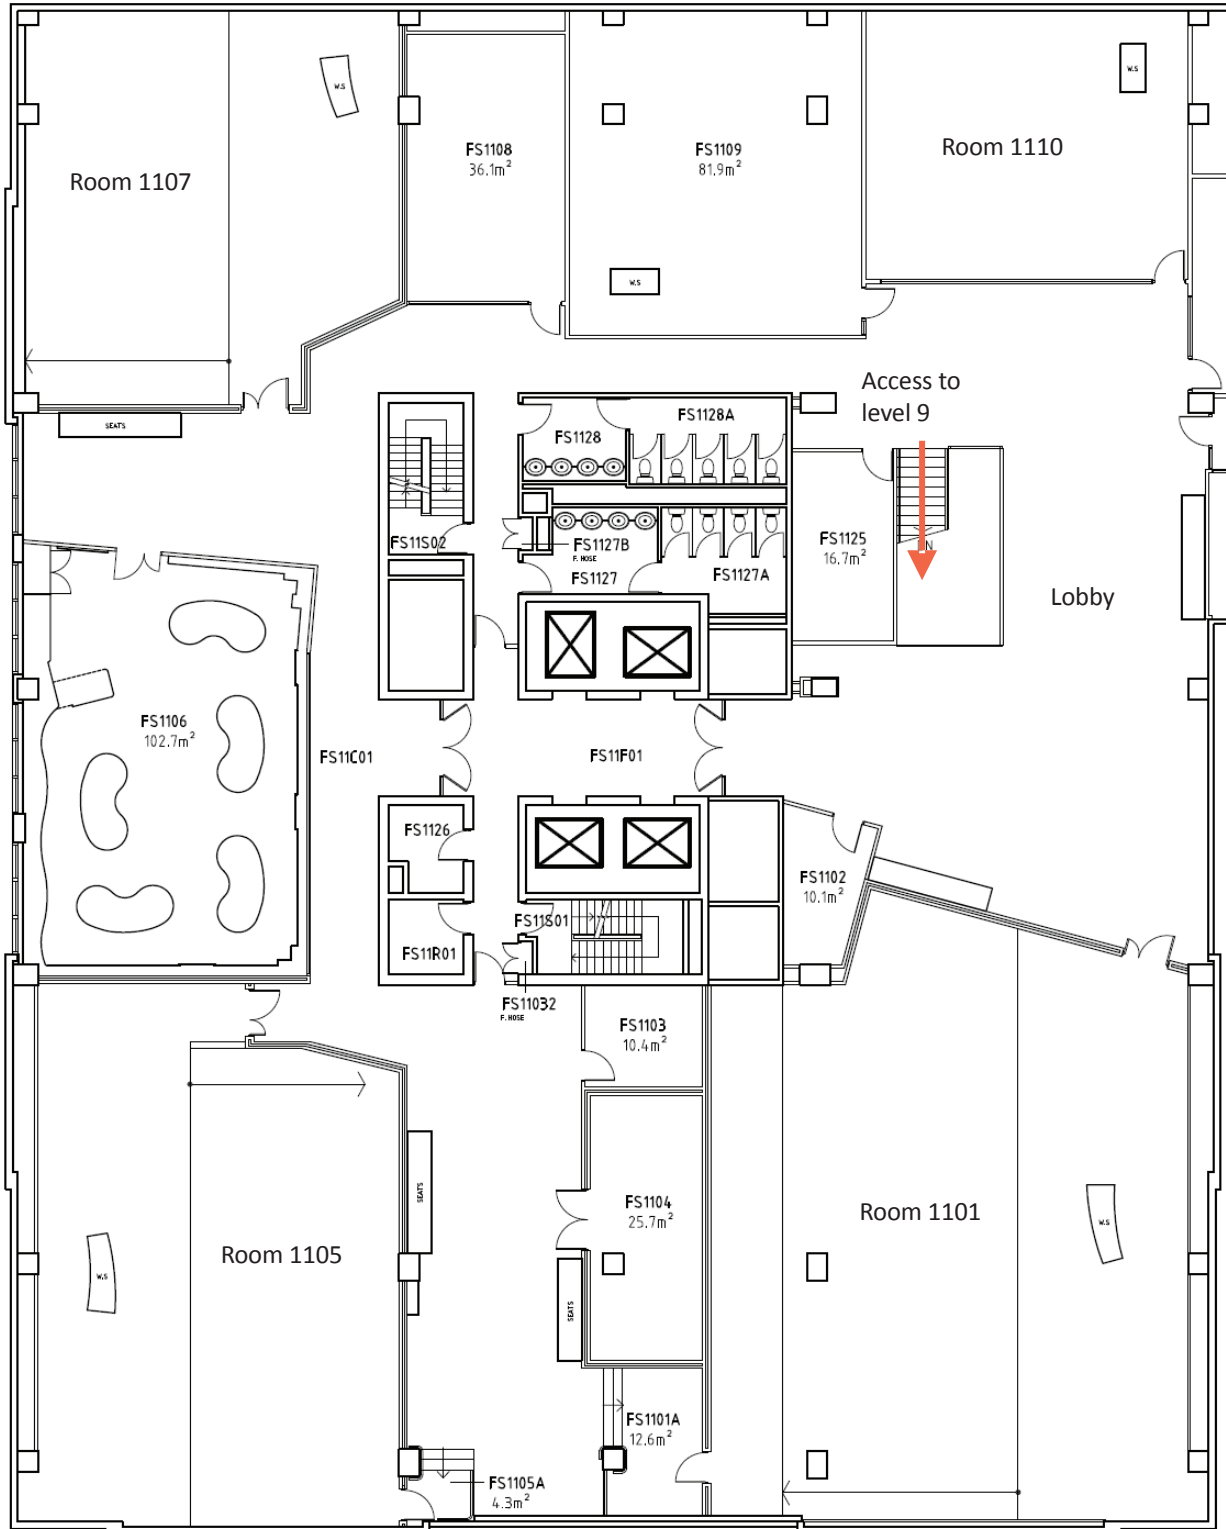 W.S
W.S
FS1108
36.1m²
FS1109
81.9m²
Room 1110
Room 1107
W.S
Access to
level 9
SEATS
FS1128
FS1128A
FS11S02
FS1127B
F. HOSE
FS1127
FS1127A
FS1125
16.7m²
Lobby
FS1106
102.7m²
FS11C01
FS11F01
FS1126
FS1102
10.1m²
FS11S01
FS11R01
FS11032
F. HOSE
FS1103
10.4m²
SEATS
FS1104
25.7m²
Room 1101
W.S
Room 1105
W.S
SEATS
FS1101A
12.6m²
FS1105A
4.3m²